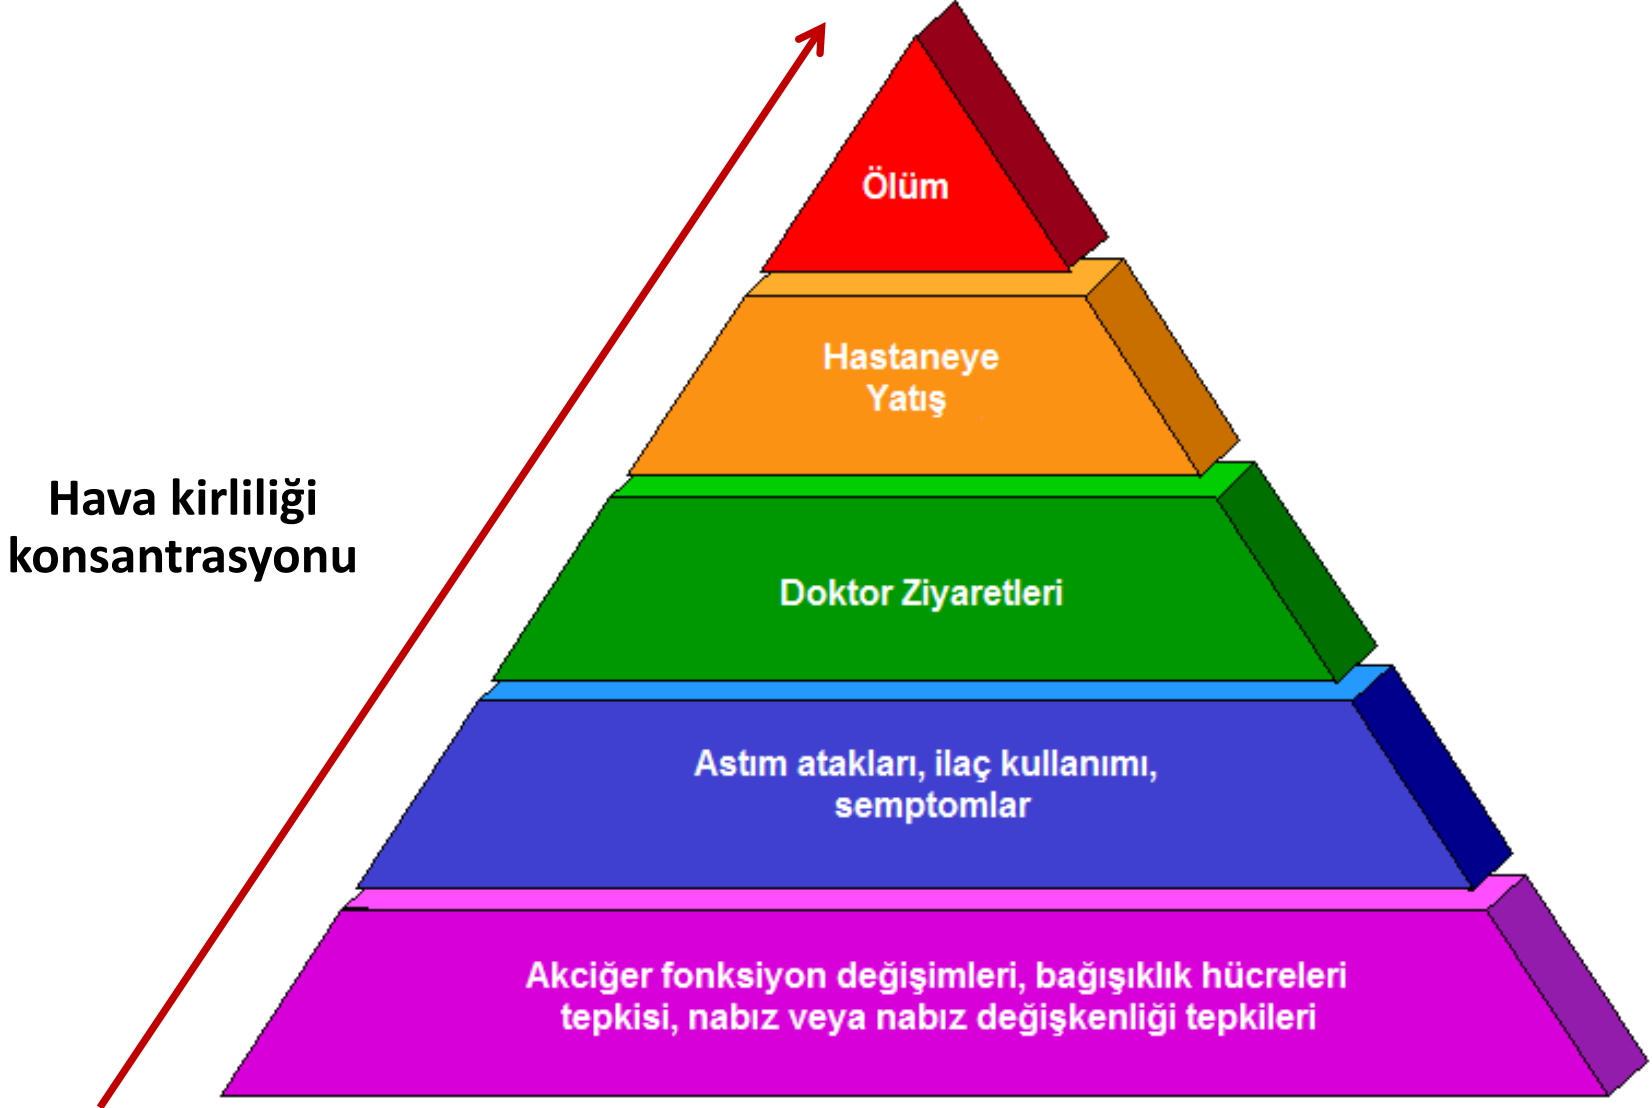 Ölüm
Hastaneye
Yatış
Hava kirliliği
konsantrasyonu
Doktor Ziyaretleri
Astım atakları, ilaç kullanımı,
semptomlar
Akciğer fonksiyon değişimleri, bağışıklık hücreleri
tepkisi, nabız veya nabız değişkenliği tepkileri